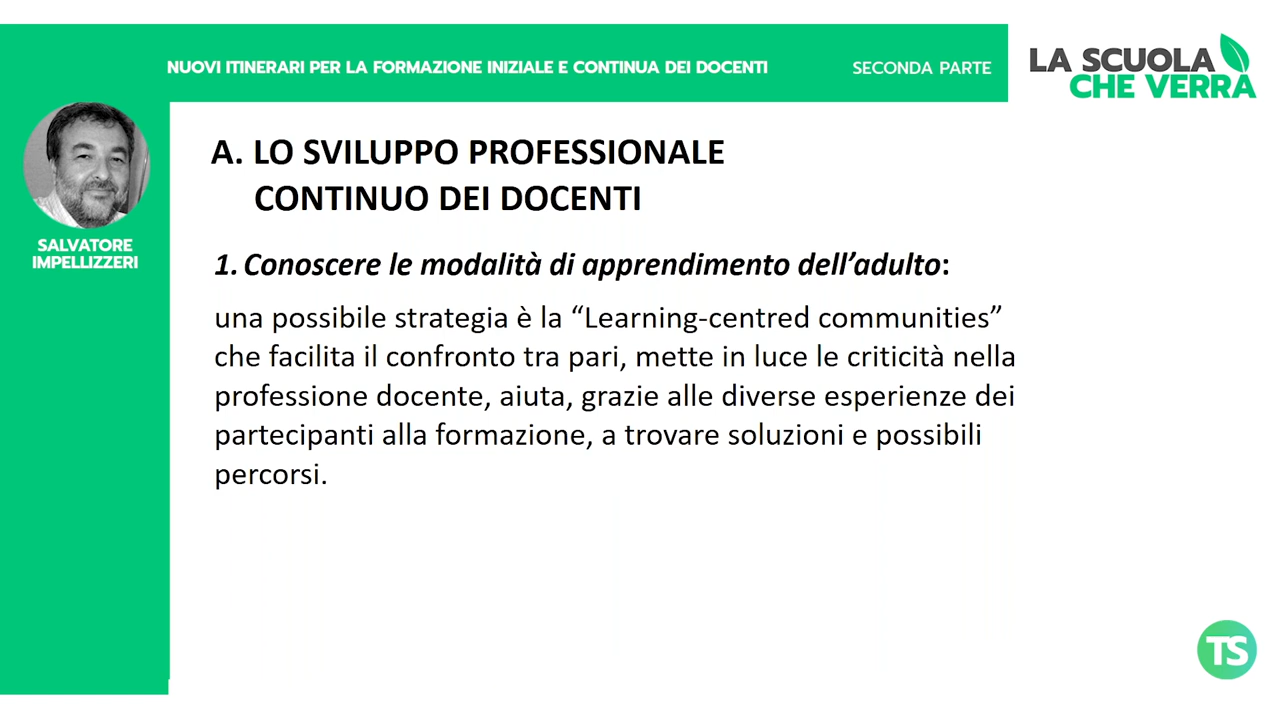 NUOVI ITINERARI PER LA FORMAZIONE INIZIALE E CONTINUA DEI DOCENTI
SECONDA PARTE
LA SCUOLA
CHE VERRÀ
SALVATORE
IMPELLIZZERI
A. LO SVILUPPO PROFESSIONALE
CONTINUO DEI DOCENTI
1. Conoscere le modalità di apprendimento dell’adulto:
una possibile strategia è la “Learning-centred communities”
che facilita il confronto tra pari, mette in luce le criticità nella
professione docente, aiuta, grazie alle diverse esperienze dei
partecipanti alla formazione, a trovare soluzioni e possibili
percorsi.
TS